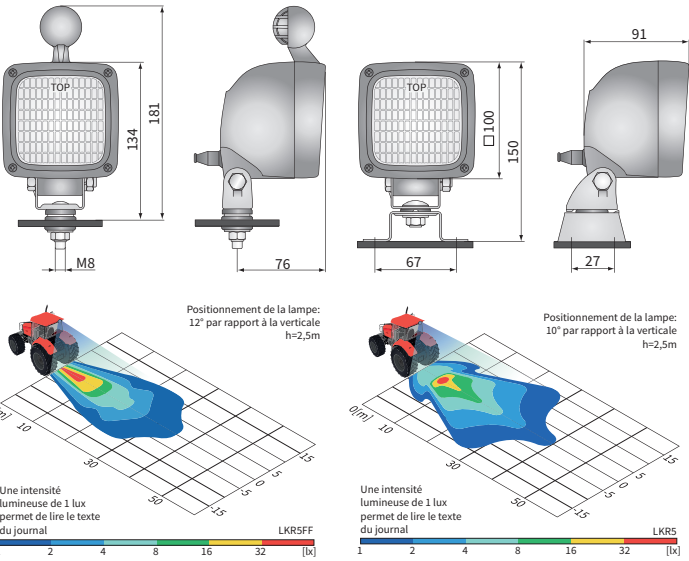 TOP
134
181
M8
76
TOP
□100
150
67
91
27
Positionnement de la lampe:
12° par rapport à la verticale
h=2,5m
10
30
50
15
5
0
-5
-15
Une intensité
lumineuse de 1 lux
permet de lire le texte
du journal
LKR5FF
2
4
8
16
32
[lx]
Positionnement de la lampe:
10° par rapport à la verticale
h=2,5m
0[m]
10
30
50
15
5
0
-5
-15
Une intensité
lumineuse de 1 lux
permet de lire le texte
du journal
LKR5
1
2
4
8
16
32
[lx]